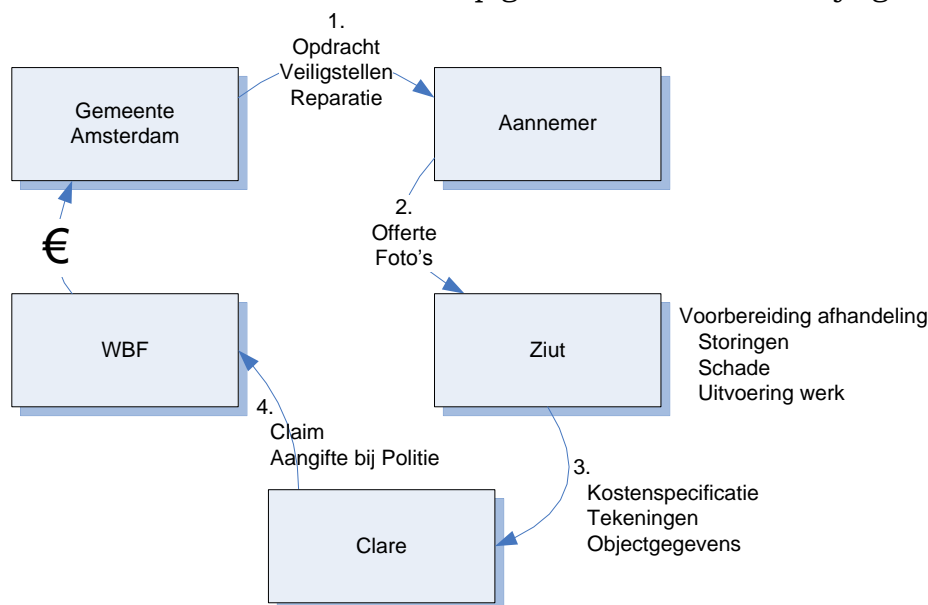 1.
Opdracht
Veiligstellen
Reparatie
Gemeente
Amsterdam
Aannemer
2.
Offerte
Foto's
€
WBF
Ziut
Voorbereiding afhandeling
Storingen
Schade
Uitvoering werk
4.
Claim
Aangifte bij Politie
3.
Kostenspecificatie
Tekeningen
Objectgegevens
Clare